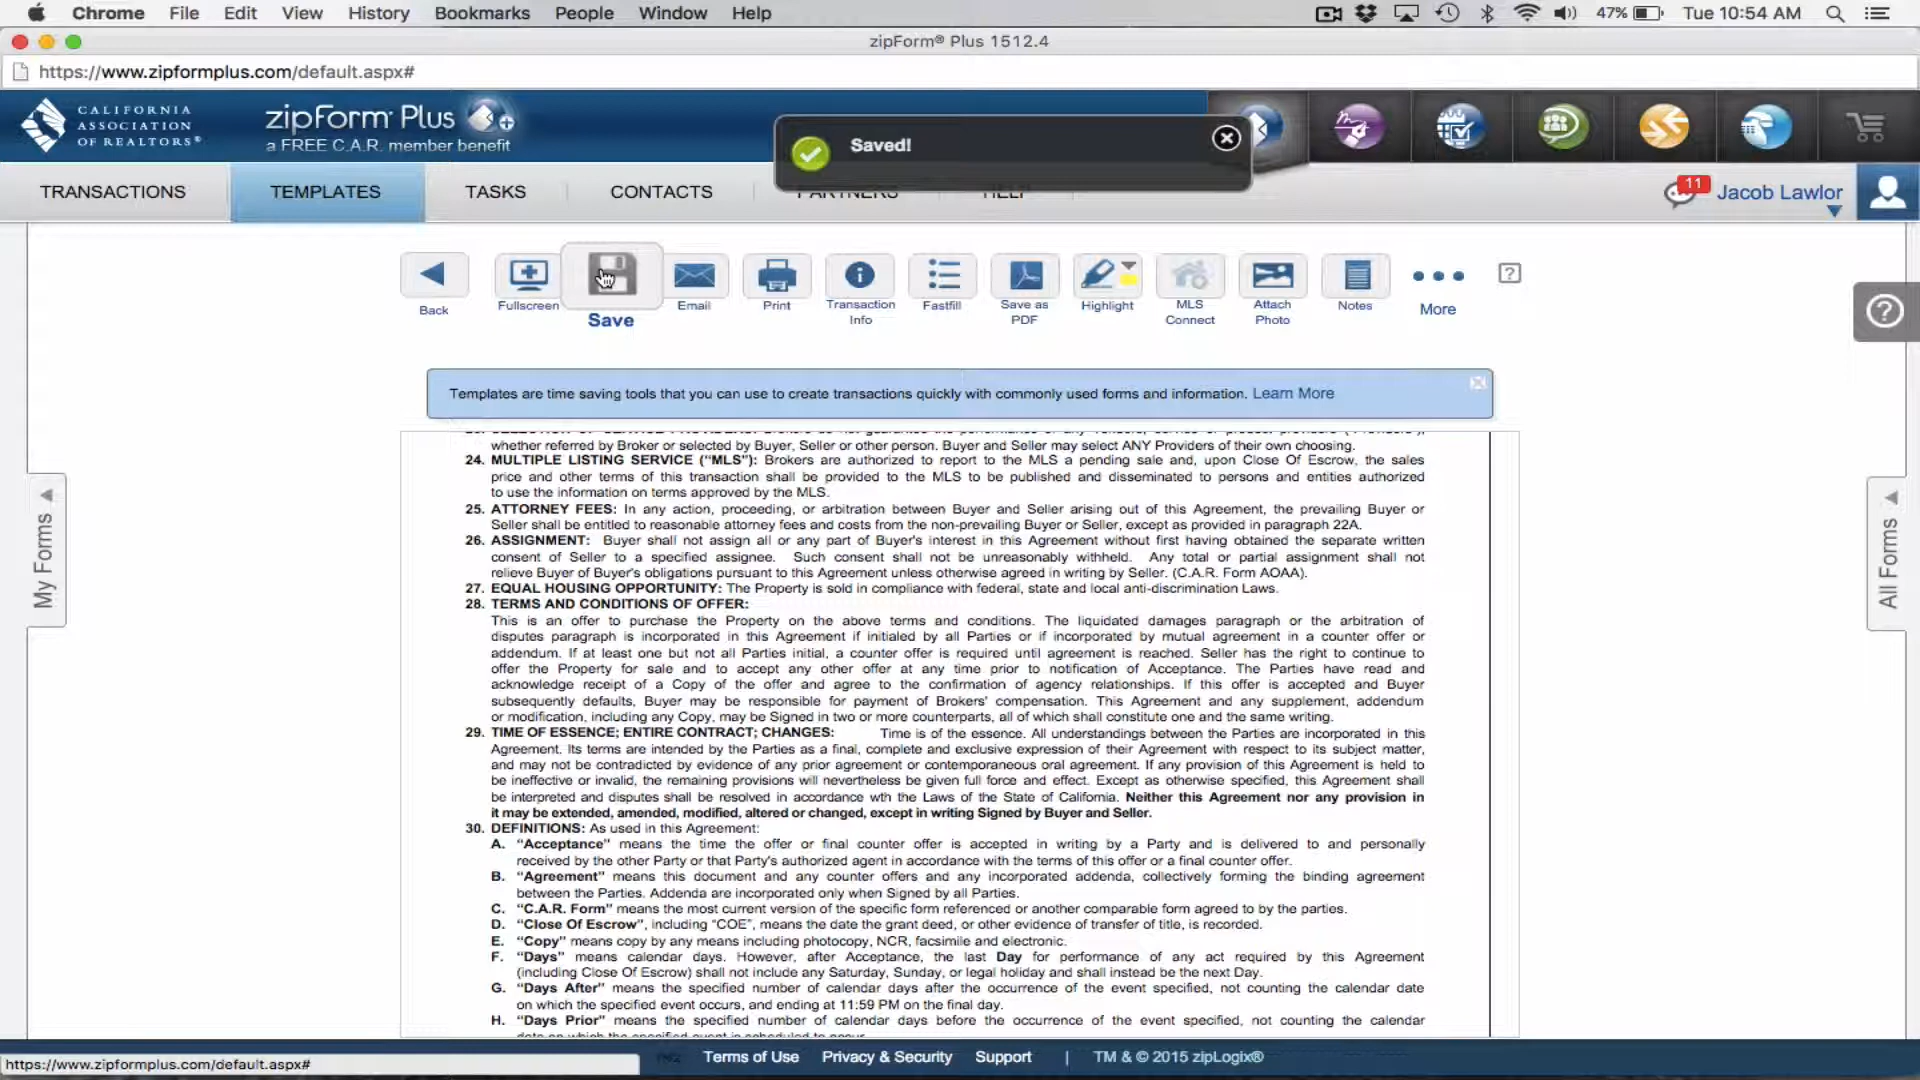 Chrome File Edit View History Bookmarks People Window Help 47% Tue 10:54 AM
zipForm® Plus 1512.4
https://www.zipformplus.com/default.aspx#
CALIFORNIA
ASSOCIATION
OF REALTORS®
zipForm Plus
a FREE C.A.R. member benefit
Saved!
TRANSACTIONS TEMPLATES TASKS CONTACTS PARTNERS HELP 11 Jacob Lawlor
Back Fullscreen Save Email Print Transaction Info Fastfill Save as PDF Highlight MLS Connect Attach Photo Notes More
Templates are time saving tools that you can use to create transactions quickly with commonly used forms and information. Learn More
My Forms
All Forms
whether referred by Broker or selected by Buyer, Seller or other person. Buyer and Seller may select ANY Providers of their own choosing.
24. MULTIPLE LISTING SERVICE ("MLS"): Brokers are authorized to report to the MLS a pending sale and, upon Close Of Escrow, the sales
price and other terms of this transaction shall be provided to the MLS to be published and disseminated to persons and entities authorized
to use the information on terms approved by the MLS.
25. ATTORNEY FEES: In any action, proceeding, or arbitration between Buyer and Seller arising out of this Agreement, the prevailing Buyer or
Seller shall be entitled to reasonable attorney fees and costs from the non-prevailing Buyer or Seller, except as provided in paragraph 22A.
26. ASSIGNMENT: Buyer shall not assign all or any part of Buyer's interest in this Agreement without first having obtained the separate written
consent of Seller to a specified assignee. Such consent shall not be unreasonably withheld. Any total or partial assignment shall not
relieve Buyer of Buyer's obligations pursuant to this Agreement unless otherwise agreed in writing by Seller. (C.A.R. Form AOAA).
27. EQUAL HOUSING OPPORTUNITY: The Property is sold in compliance with federal, state and local anti-discrimination Laws.
28. TERMS AND CONDITIONS OF OFFER:
This is an offer to purchase the Property on the above terms and conditions. The liquidated damages paragraph or the arbitration of
disputes paragraph is incorporated in this Agreement if initialed by all Parties or if incorporated by mutual agreement in a counter offer or
addendum. If at least one but not all Parties initial, a counter offer is required until agreement is reached. Seller has the right to continue to
offer the Property for sale and to accept any other offer at any time prior to notification of Acceptance. The Parties have read and
acknowledge receipt of a Copy of the offer and agree to the confirmation of agency relationships. If this offer is accepted and Buyer
subsequently defaults, Buyer may be responsible for payment of Brokers' compensation. This Agreement and any supplement, addendum
or modification, including any Copy, may be Signed in two or more counterparts, all of which shall constitute one and the same writing.
29. TIME OF ESSENCE; ENTIRE CONTRACT; CHANGES: Time is of the essence. All understandings between the Parties are incorporated in this
Agreement. Its terms are intended by the Parties as a final, complete and exclusive expression of their Agreement with respect to its subject matter,
and may not be contradicted by evidence of any prior agreement or contemporaneous oral agreement. If any provision of this Agreement is held to
be ineffective or invalid, the remaining provisions will nevertheless be given full force and effect. Except as otherwise specified, this Agreement shall
be interpreted and disputes shall be resolved in accordance wth the Laws of the State of California. Neither this Agreement nor any provision in
it may be extended, amended, modified, altered or changed, except in writing Signed by Buyer and Seller.
30. DEFINITIONS: As used in this Agreement:
A. "Acceptance" means the time the offer or final counter offer is accepted in writing by a Party and is delivered to and personally
received by the other Party or that Party's authorized agent in accordance with the terms of this offer or a final counter offer.
B. "Agreement" means this document and any counter offers and any incorporated addenda, collectively forming the binding agreement
between the Parties. Addenda are incorporated only when Signed by all Parties.
C. "C.A.R. Form" means the most current version of the specific form referenced or another comparable form agreed to by the parties.
D. "Close Of Escrow", including "COE", means the date the grant deed, or other evidence of transfer of title, is recorded.
E. "Copy" means copy by any means including photocopy, NCR, facsimile and electronic.
F. "Days" means calendar days. However, after Acceptance, the last Day for performance of any act required by this Agreement
(including Close Of Escrow) shall not include any Saturday, Sunday, or legal holiday and shall instead be the next Day.
G. "Days After" means the specified number of calendar days after the occurrence of the event specified, not counting the calendar date
on which the specified event occurs, and ending at 11:59 PM on the final day.
H. "Days Prior" means the specified number of calendar days before the occurrence of the event specified, not counting the calendar
https://www.zipformplus.com/default.aspx# Terms of Use Privacy & Security Support | TM & © 2015 zipLogix®